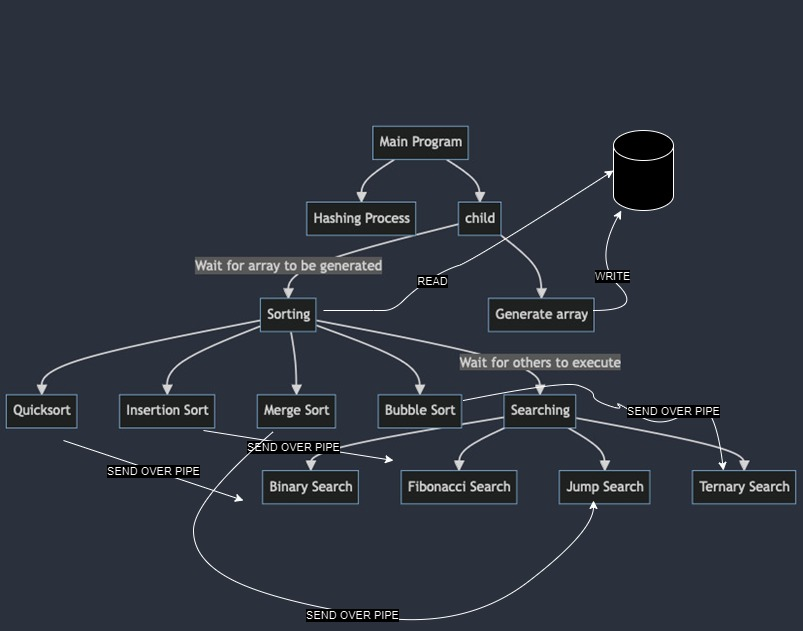 Main Program
Hashing Process
child
Wait for array to be generated
READ
WRITE
Sorting
Generate array
Wait for others to execute
Quicksort
Insertion Sort
Merge Sort
Bubble Sort
Searching
SEND OVER PIPE
SEND OVER PIPE
SEND OVER PIPE
Binary Search
Fibonacci Search
Jump Search
Ternary Search
SEND OVER PIPE